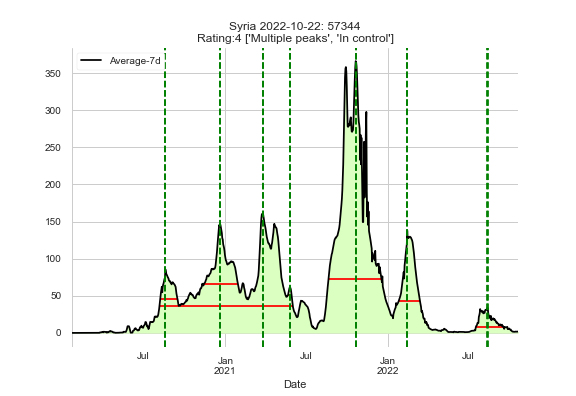 Syria 2022-10-22: 57344
Rating:4 ['Multiple peaks', 'In control']
Average-7d
350
300
250
200
150
100
50
0
Jul
Jan
2021
Jul
Jan
2022
Jul
Date